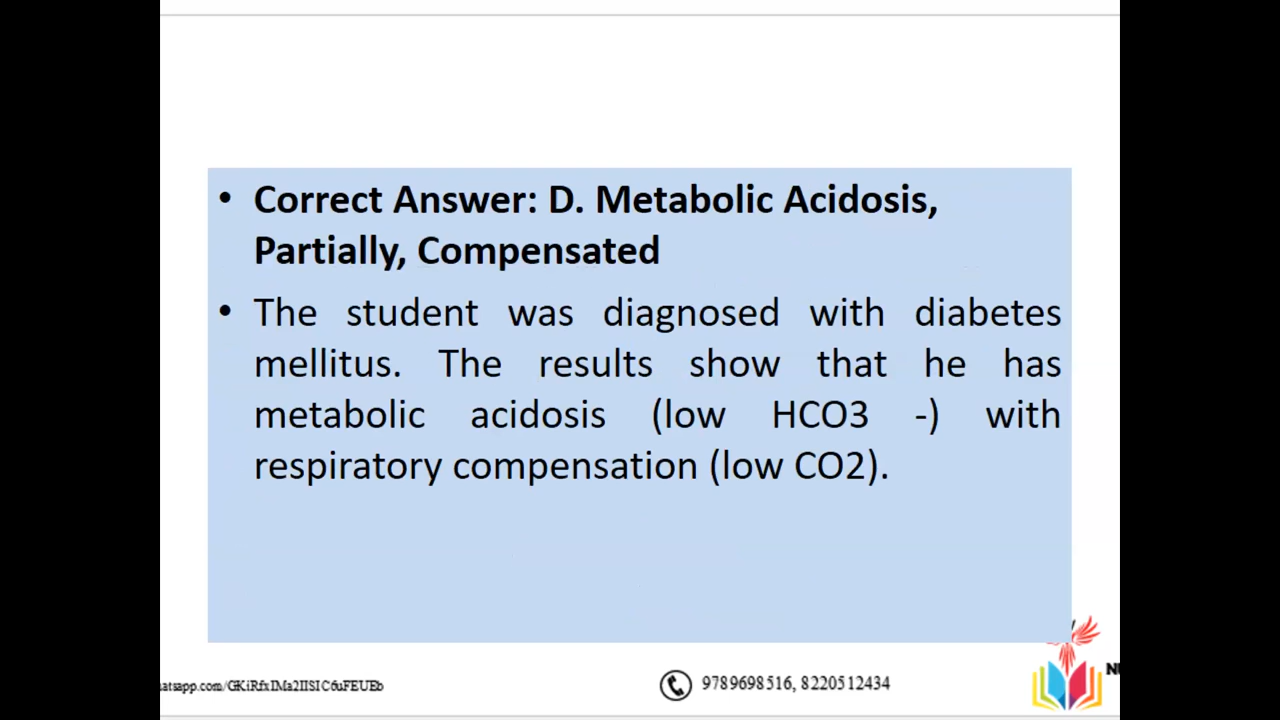 • Correct Answer: D. Metabolic Acidosis,
Partially, Compensated
• The student was diagnosed with diabetes
mellitus. The results show that he has
metabolic acidosis (low HCO3 -) with
respiratory compensation (low CO2).
9789698516, 8220512434